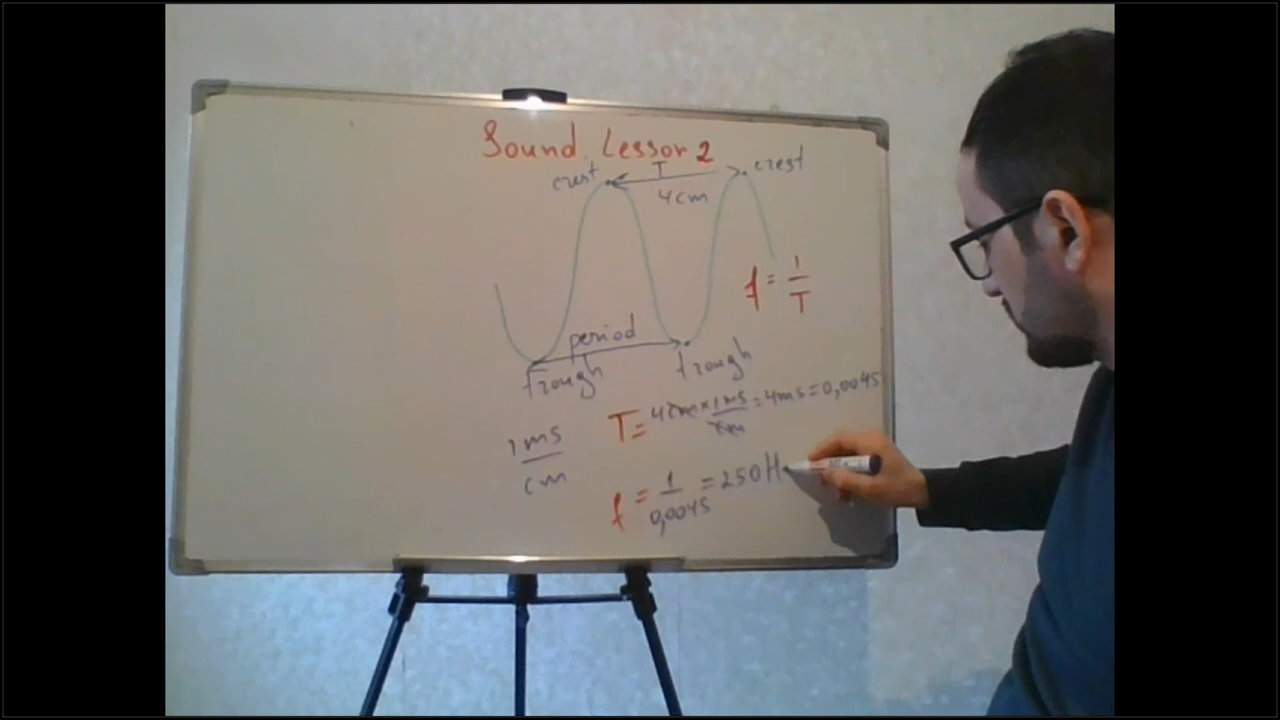 Sound Lesson 2
crest T crest
4cm
f = 1/T
period
trough trough
T = 4cm × 1ms/cm = 4ms = 0,004s
1ms/cm
f = 1/0,004s = 250H